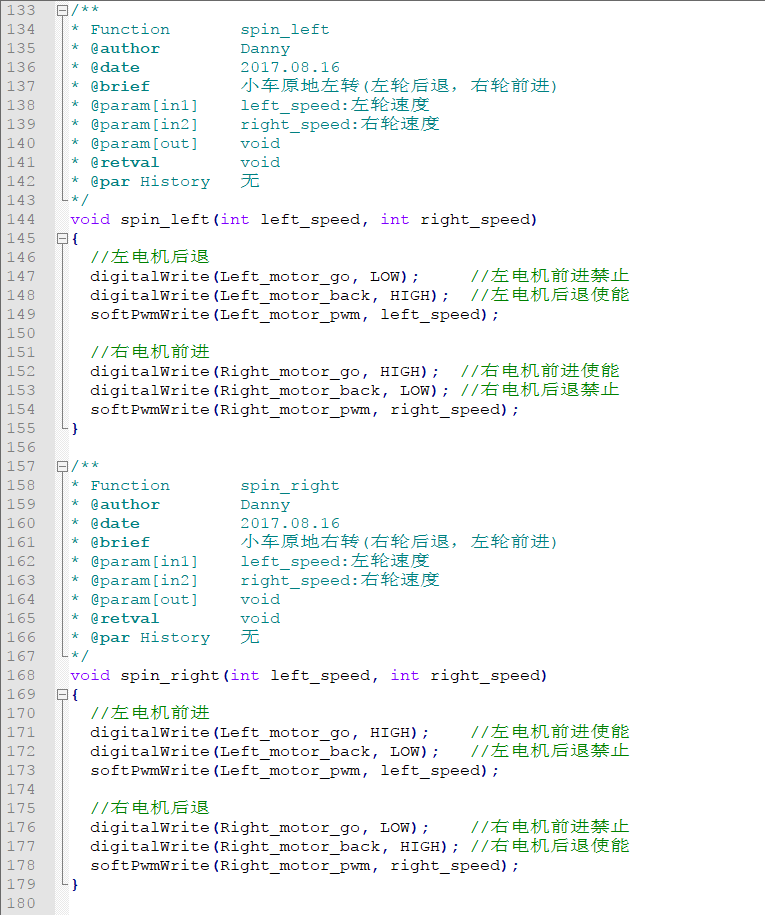 133 /**
134 * Function       spin_left
135 * @author        Danny
136 * @date          2017.08.16
137 * @brief         小车原地左转(左轮后退，右轮前进)
138 * @param[in1]    left_speed:左轮速度
139 * @param[in2]    right_speed:右轮速度
140 * @param[out]    void
141 * @retval        void
142 * @par History   无
143 */
144 void spin_left(int left_speed, int right_speed)
145 {
146   //左电机后退
147   digitalWrite(Left_motor_go, LOW);     //左电机前进禁止
148   digitalWrite(Left_motor_back, HIGH);  //左电机后退使能
149   softPwmWrite(Left_motor_pwm, left_speed);
150
151   //右电机前进
152   digitalWrite(Right_motor_go, HIGH);  //右电机前进使能
153   digitalWrite(Right_motor_back, LOW); //右电机后退禁止
154   softPwmWrite(Right_motor_pwm, right_speed);
155 }
156
157 /**
158 * Function       spin_right
159 * @author        Danny
160 * @date          2017.08.16
161 * @brief         小车原地右转(右轮后退，左轮前进)
162 * @param[in1]    left_speed:左轮速度
163 * @param[in2]    right_speed:右轮速度
164 * @param[out]    void
165 * @retval        void
166 * @par History   无
167 */
168 void spin_right(int left_speed, int right_speed)
169 {
170   //左电机前进
171   digitalWrite(Left_motor_go, HIGH);    //左电机前进使能
172   digitalWrite(Left_motor_back, LOW);   //左电机后退禁止
173   softPwmWrite(Left_motor_pwm, left_speed);
174
175   //右电机后退
176   digitalWrite(Right_motor_go, LOW);    //右电机前进禁止
177   digitalWrite(Right_motor_back, HIGH); //右电机后退使能
178   softPwmWrite(Right_motor_pwm, right_speed);
179 }
180